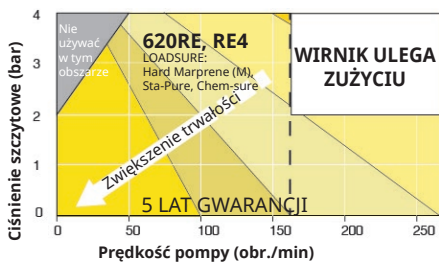 Nie
używać
w tym
obszarze
620RE, RE4
LOADSURE:
Hard Marprene (M),
Sta-Pure, Chem-sure
WIRNIK ULEGA
ZUŻYCIU
Zwiększenie trwałości
5 LAT GWARANCJI
Ciśnienie szczytowe (bar)
4
3
2
1
0
0
50
100
150
200
250
Prędkość pompy (obr./min)